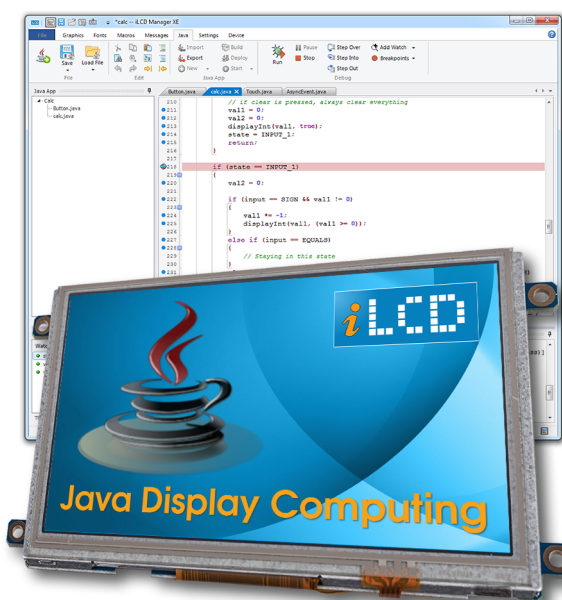 *calc -- iLCD Manager XE
File Graphics Fonts Macros Messages Java Settings Device
Import Build Pause Step Over Add Watch
Save Load File Export Deploy Run Stop Step Into Breakpoints
New Start Step Out
File Edit Java App Debug
Java App Button.java calc.java X Touch.java AsyncEvent.java
Calc
Button.java
calc.java
210 // if clear is pressed, always clear everything
211 val1 = 0;
212 val2 = 0;
213 displayInt(val1, true);
214 state = INPUT_1;
215 return;
216 }
217
218 if (state == INPUT_1)
219 {
220 val2 = 0;
221
222 if (input == SIGN && val1 != 0)
223 {
224 val1 *= -1;
225 displayInt(val1, (val1 >= 0));
226 }
227 else if (input == EQUALS)
228 {
229 // Staying in this state
230 }
231
iLCD
Java Display Computing